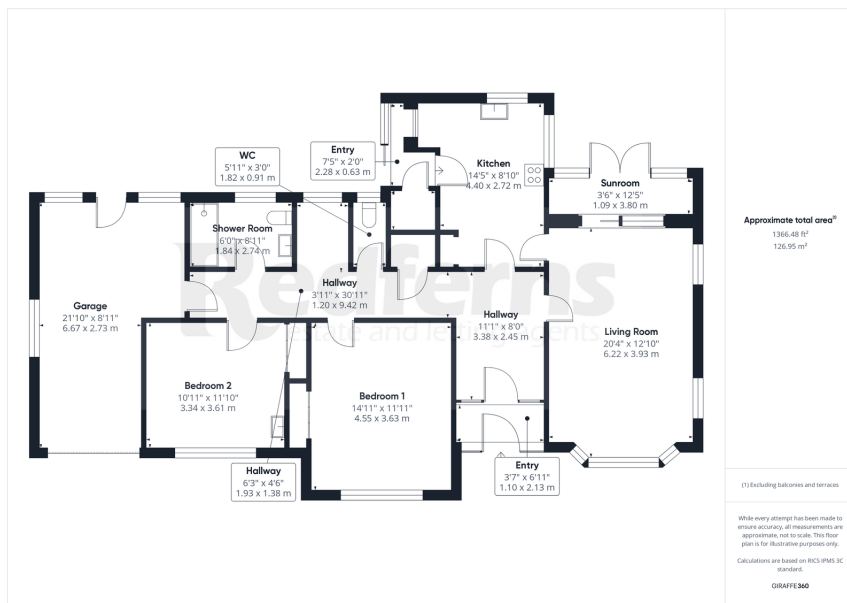 WC
5'11" x 3'0"
1.82 x 0.91 m
Entry
7'5" x 2'0"
2.28 x 0.63 m
Kitchen
14'5" x 8'10"
4.40 x 2.72 m
Sunroom
3'6" x 12'5"
1.09 x 3.80 m
Shower Room
6'0" x 8'11"
1.84 x 2.74 m
Redferns
estate and letting agents
Hallway
3'11" x 30'11"
1.20 x 9.42 m
Garage
21'10" x 8'11"
6.67 x 2.73 m
Hallway
11'1" x 8'0"
3.38 x 2.45 m
Living Room
20'4" x 12'10"
6.22 x 3.93 m
Bedroom 2
10'11" x 11'10"
3.34 x 3.61 m
Bedroom 1
14'11" x 11'11"
4.55 x 3.63 m
Hallway
6'3" x 4'6"
1.93 x 1.38 m
Entry
3'7" x 6'11"
1.10 x 2.13 m
Approximate total area⁽¹⁾
1366.48 ft²
126.95 m²
(1) Excluding balconies and terraces
While every attempt has been made to
ensure accuracy, all measurements are
approximate, not to scale. This floor
plan is for illustrative purposes only.
Calculations are based on RICS IPMS 3C
standard.
GIRAFFE360